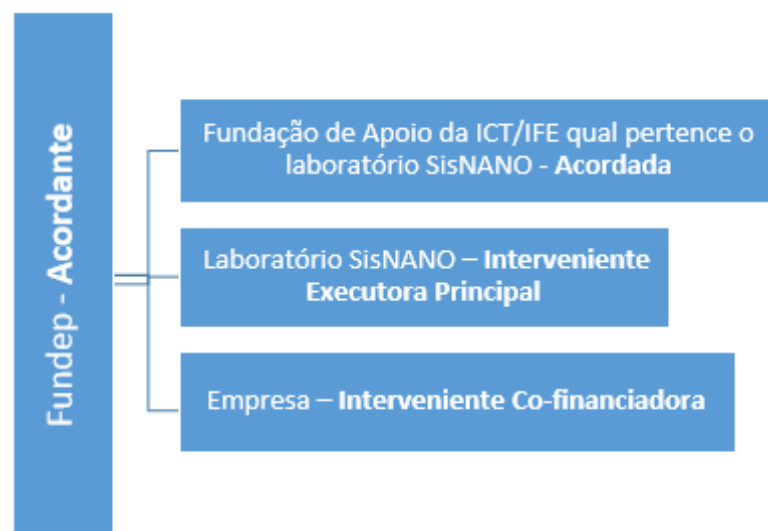 Fundep - Acordante
Fundação de Apoio da ICT/IFE qual pertence o
laboratório SisNANO - Acordada
Laboratório SisNANO – Interveniente
Executora Principal
Empresa – Interveniente Co-financiadora